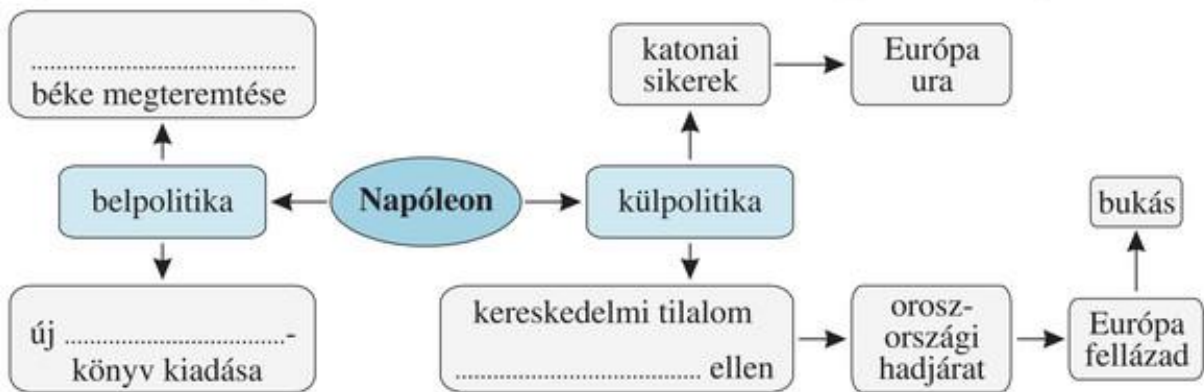 .......................................
béke megteremtése
belpolitika
új .................................-
könyv kiadása
Napóleon
katonai
sikerek
Európa
ura
külpolitika
kereskedelmi tilalom
.................................... ellen
orosz-
országi
hadjárat
Európa
fellázad
bukás